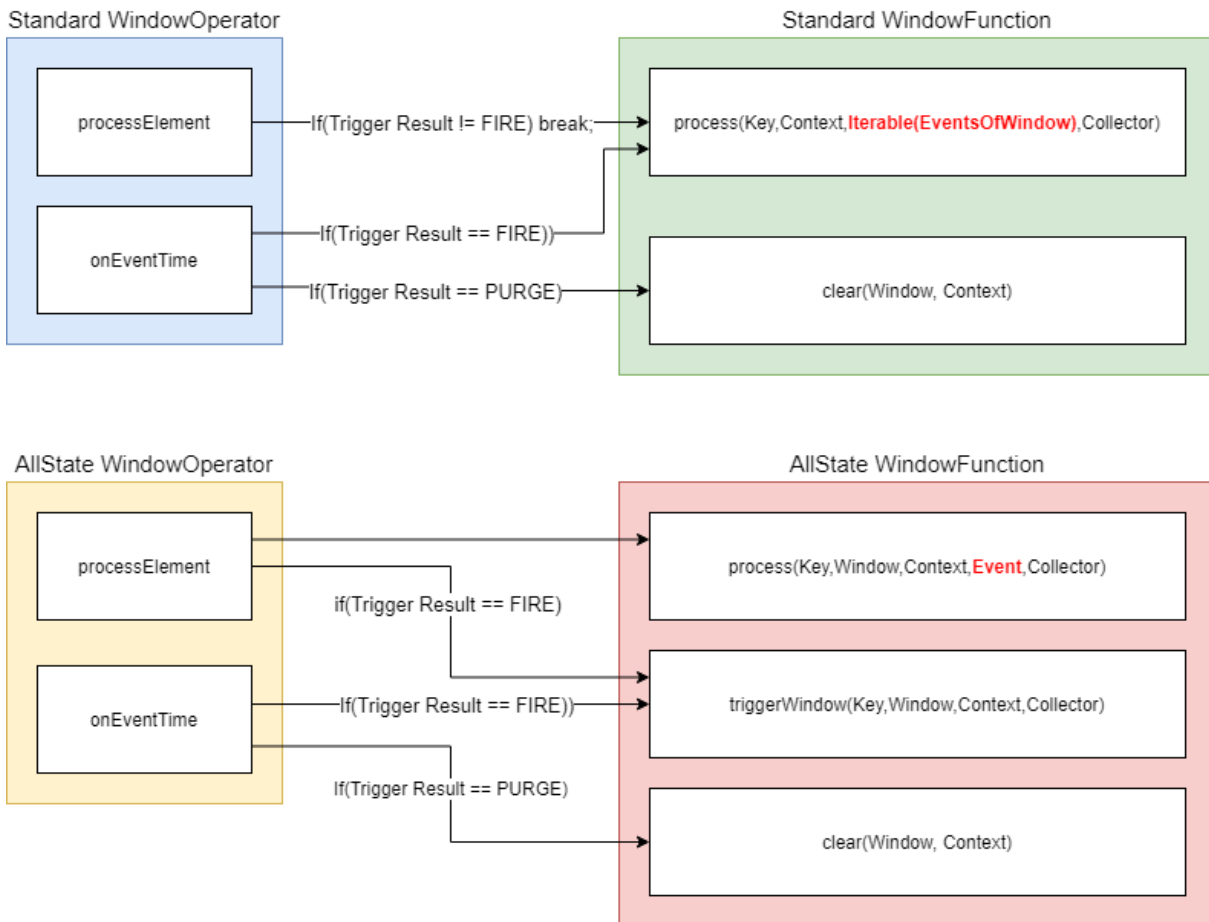 Standard WindowOperator
Standard WindowFunction
processElement
If(Trigger Result != FIRE) break;
process(Key,Context,Iterable(EventsOfWindow),Collector)
onEventTime
If(Trigger Result == FIRE))
If(Trigger Result == PURGE)
clear(Window, Context)
AllState WindowOperator
AllState WindowFunction
processElement
process(Key,Window,Context,Event,Collector)
if(Trigger Result == FIRE)
onEventTime
If(Trigger Result == FIRE))
triggerWindow(Key,Window,Context,Collector)
If(Trigger Result == PURGE)
clear(Window, Context)